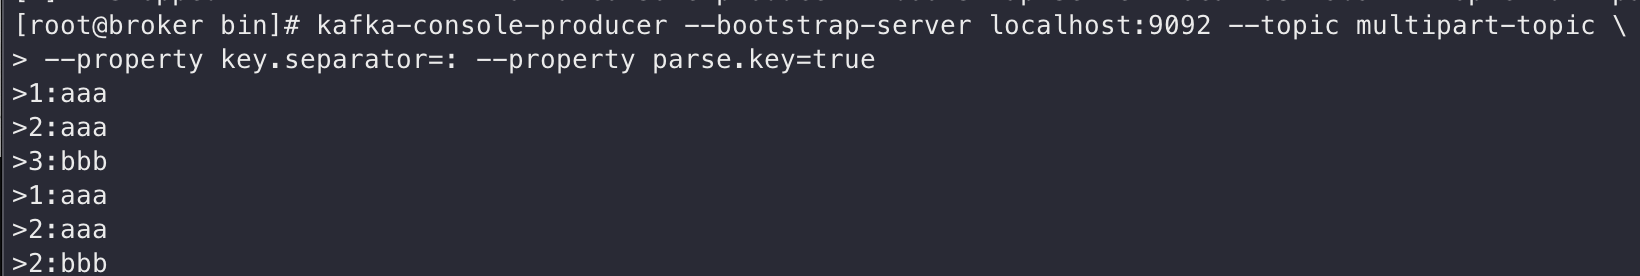 [root@broker bin]# kafka-console-producer --bootstrap-server localhost:9092 --topic multipart-topic \
> --property key.separator=: --property parse.key=true
>1:aaa
>2:aaa
>3:bbb
>1:aaa
>2:aaa
>2:bbb